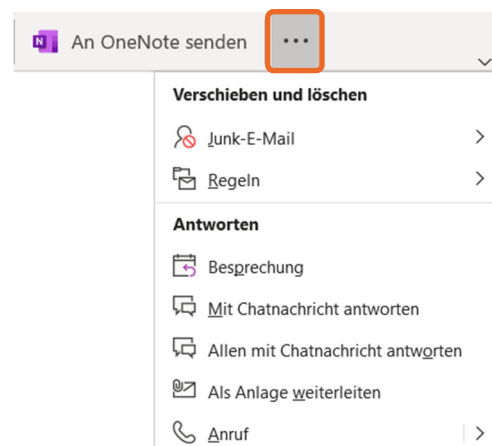 An OneNote senden ...
Verschieben und löschen
Junk-E-Mail
Regeln
Antworten
Besprechung
Mit Chatnachricht antworten
Allen mit Chatnachricht antworten
Als Anlage weiterleiten
Anruf